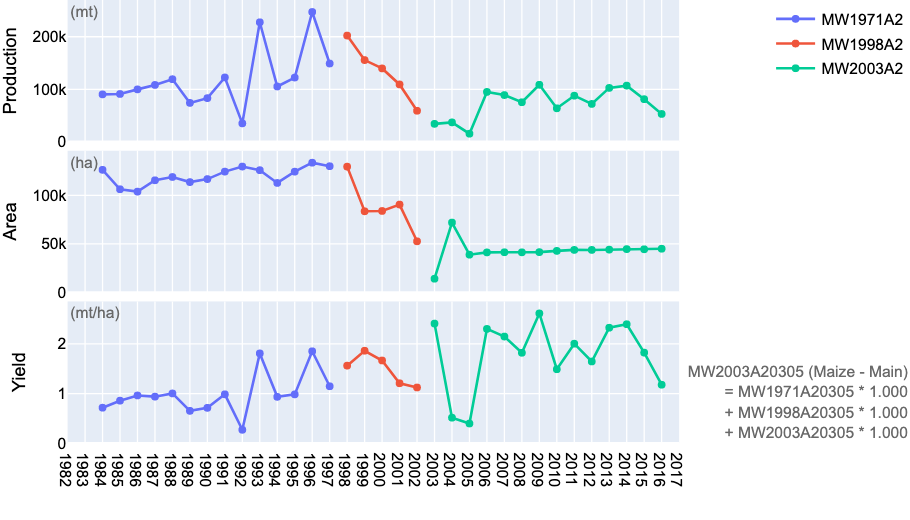 (mt)
Production
200k
100k
0
MW1971A2
MW1998A2
MW2003A2
(ha)
Area
100k
50k
0
(mt/ha)
Yield
2
1
0
MW2003A20305 (Maize - Main)
= MW1971A20305 * 1.000
+ MW1998A20305 * 1.000
+ MW2003A20305 * 1.000
1982
1983
1984
1985
1986
1987
1988
1989
1990
1991
1992
1993
1994
1995
1996
1997
1998
1999
2000
2001
2002
2003
2004
2005
2006
2007
2008
2009
2010
2011
2012
2013
2014
2015
2016
2017